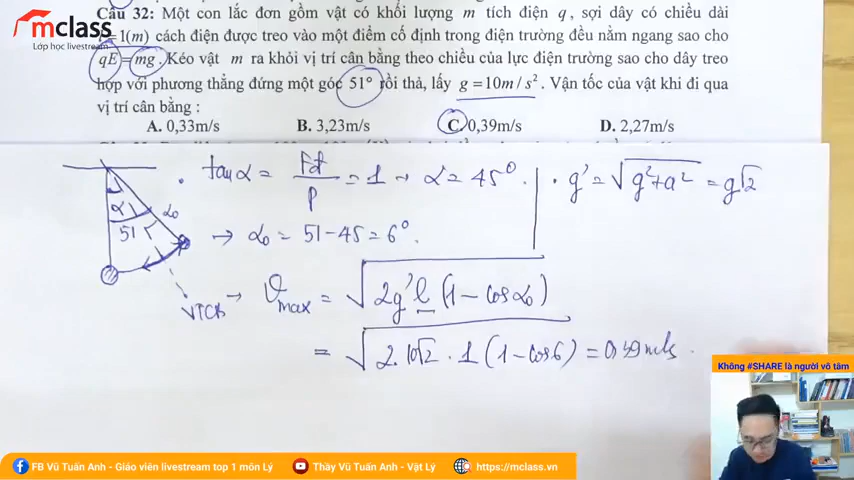 mclass
Lớp học livestream
Câu 32: Một con lắc đơn gồm vật có khối lượng m tích điện q, sợi dây có chiều dài
=1(m) cách điện được treo vào một điểm cố định trong điện trường đều nằm ngang sao cho
qE = mg. Kéo vật m ra khỏi vị trí cân bằng theo chiều của lực điện trường sao cho dây treo
hợp với phương thẳng đứng một góc 51° rồi thả, lấy g = 10m/s². Vận tốc của vật khi đi qua
vị trí cân bằng :
A. 0,33m/s B. 3,23m/s C. 0,39m/s D. 2,27m/s
tanα = Fđ/P = 1 → α = 45°. • g' = √(g²+a²) = g√2
α α₀
51
→ α₀ = 51-45 = 6°.
VTCB → vmax = √(2g'l(1-cosα₀))
= √(2.10√2 . 1(1-cos6)) = 0,39m/s
Không #SHARE là người vô tâm
FB Vũ Tuấn Anh - Giáo viên livestream top 1 môn Lý Thầy Vũ Tuấn Anh - Vật Lý https://mclass.vn